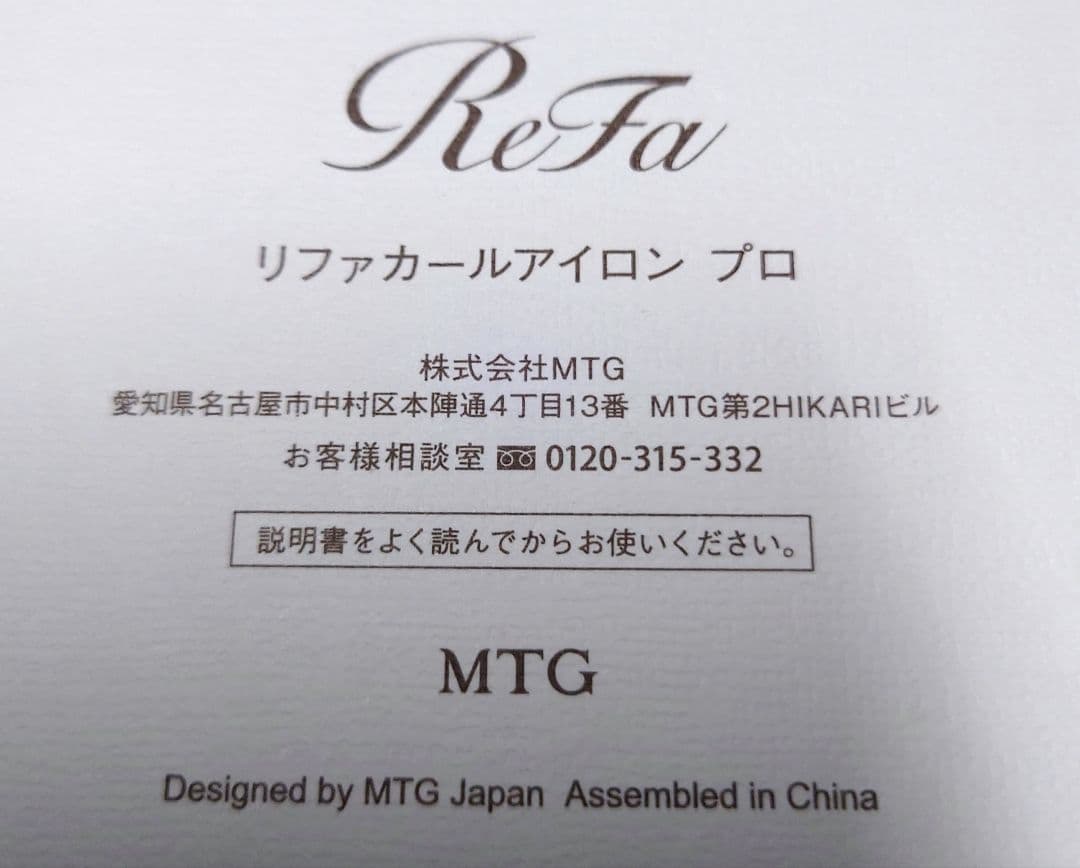 ReFa
リファカールアイロン プロ
株式会社MTG
愛知県名古屋市中村区本陣通4丁目13番 MTG第2HIKARIビル
お客様相談室 0120-315-332
説明書をよく読んでからお使いください。
MTG
Designed by MTG Japan Assembled in China